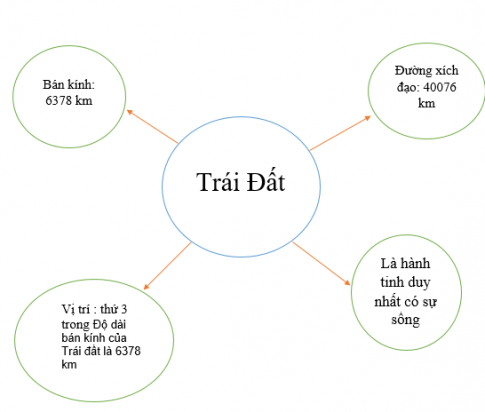 Bán kính:
6378 km
Đường xích
đạo: 40076
km
Trái Đất
Vị trí : thứ 3
trong Độ dài
bán kính của
Trái đât là 6378
km
Là hành
tinh duy
nhất có sự
sông